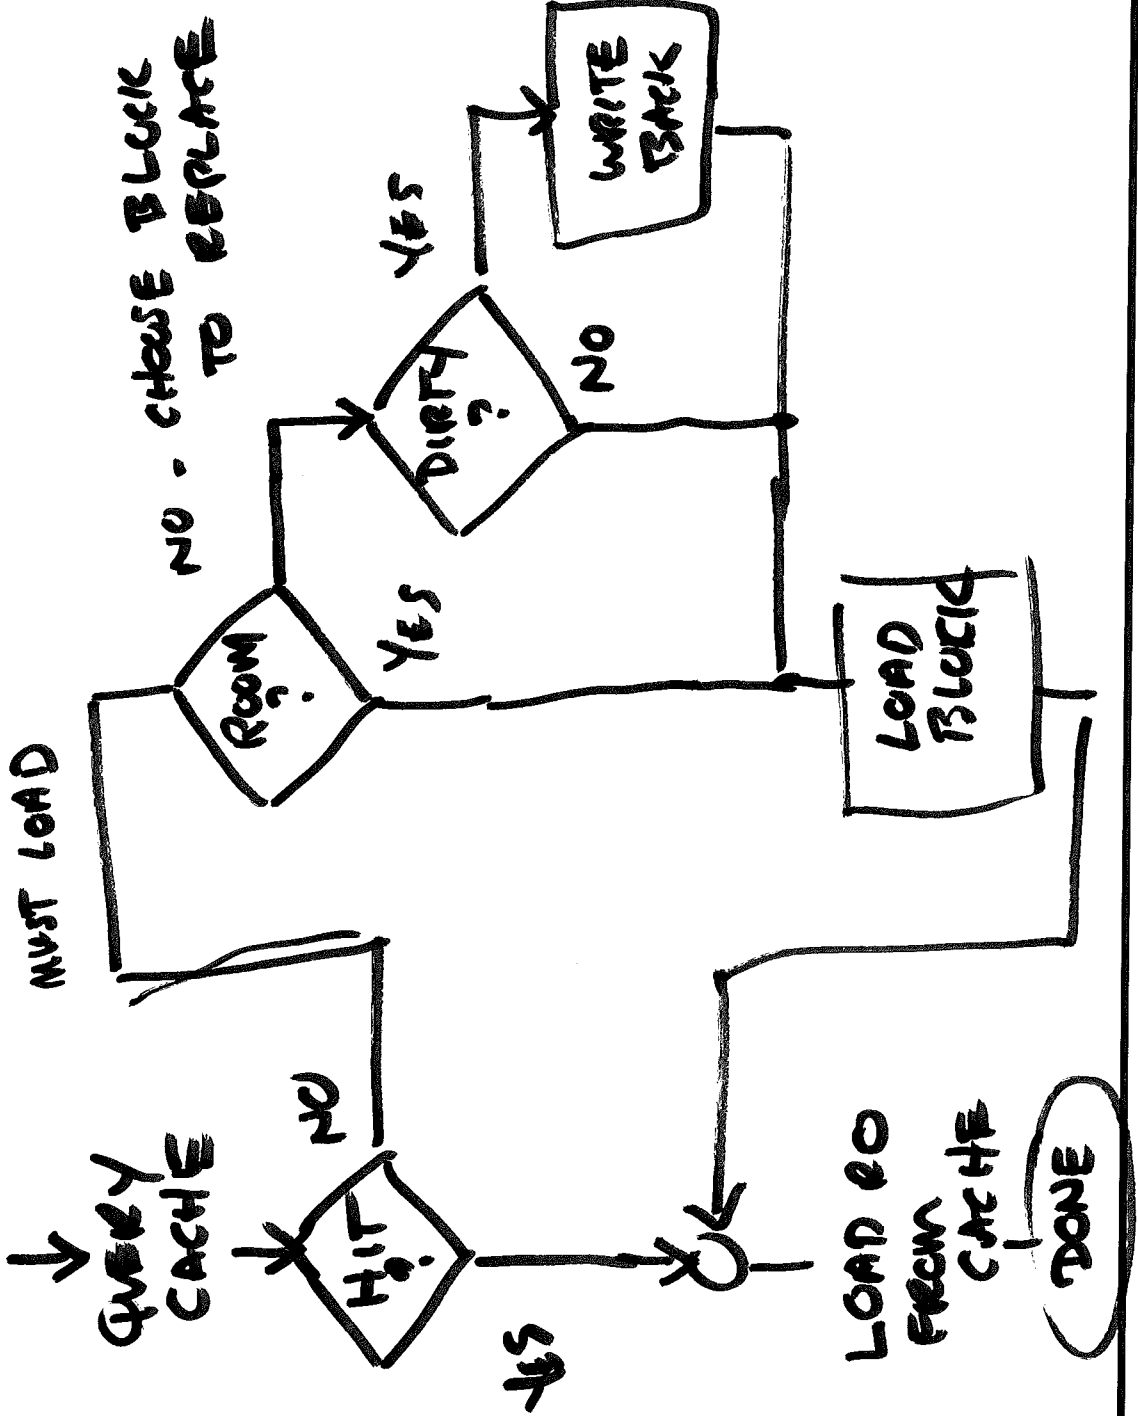 QUERY
CACHE
HIT
?
NO
YES
MUST LOAD
ROOM
?
NO - CHOOSE BLOCK
TO REPLACE
YES
DIRTY
?
YES
NO
WRITE
BACK
LOAD
BLOCK
LOAD R0
FROM
CACHE
DONE